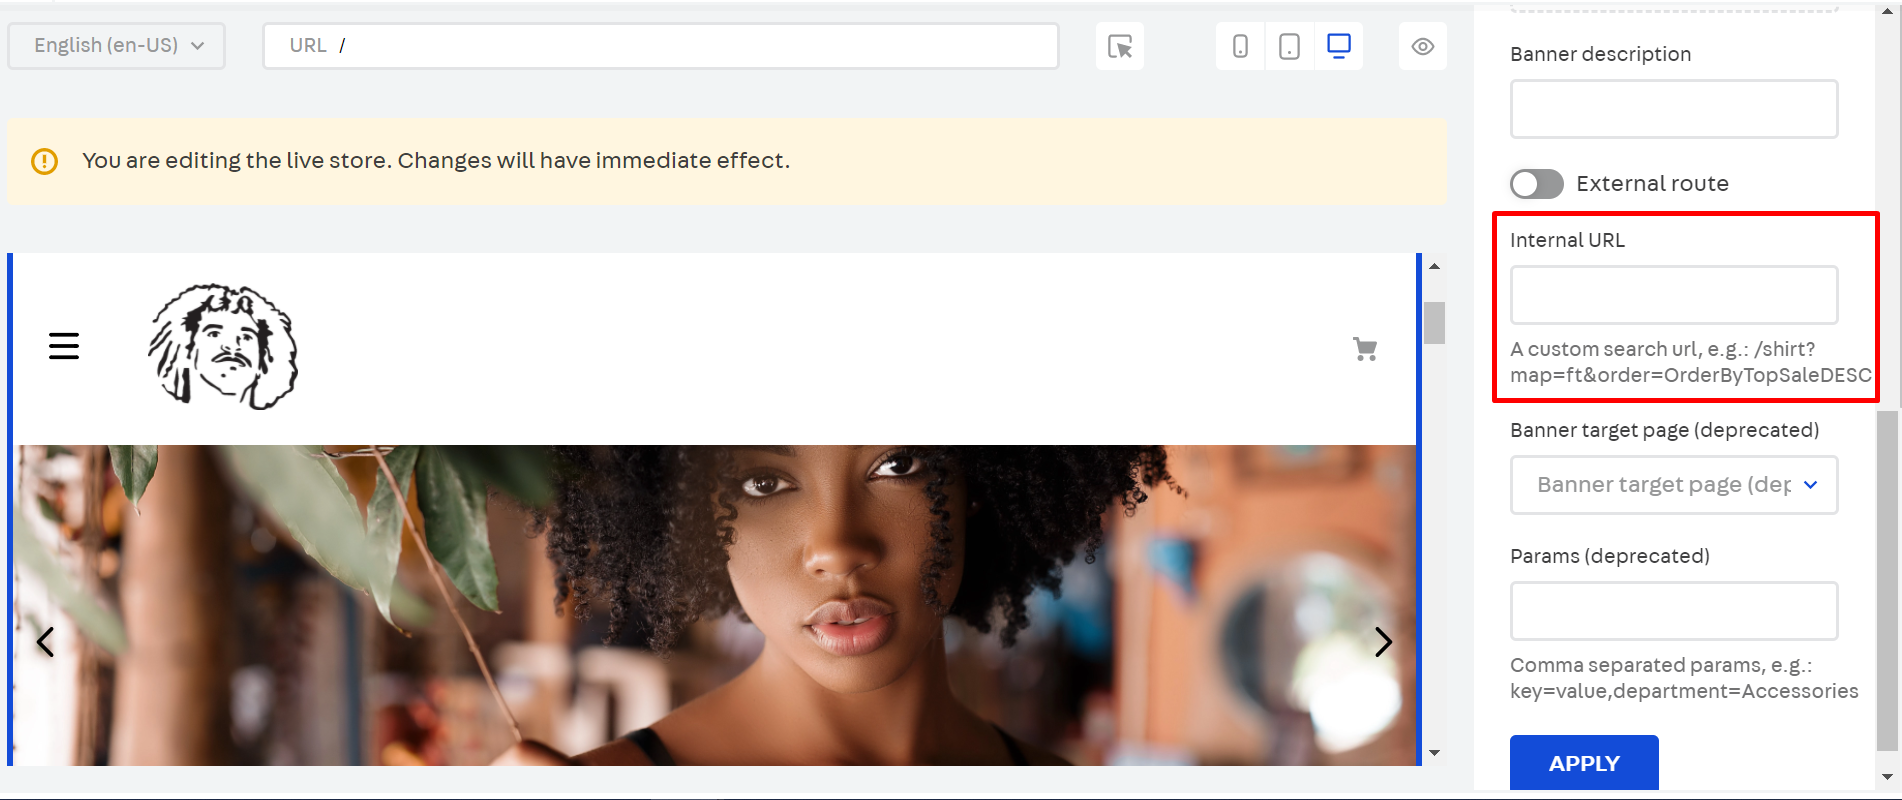 English (en-US)
URL /
You are editing the live store. Changes will have immediate effect.
Banner description
External route
Internal URL
A custom search url, e.g.: /shirt?
map=ft&order=OrderByTopSaleDESC
Banner target page (deprecated)
Banner target page (dep
Params (deprecated)
Comma separated params, e.g.:
key=value,department=Accessories
APPLY